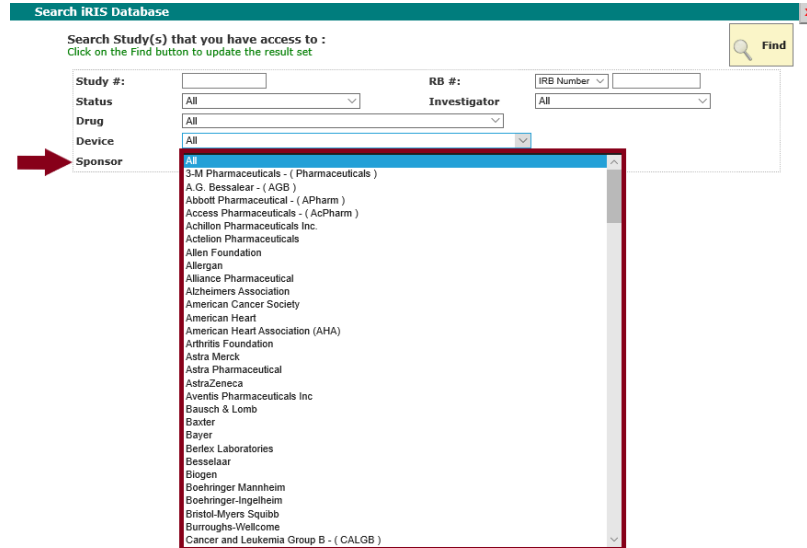 Search iRIS Database
Search Study(s) that you have access to :
Click on the Find button to update the result set
Find
Study #:
RB #:
IRB Number
Status
All
Investigator
All
Drug
All
Device
All
Sponsor
All
3-M Pharmaceuticals - ( Pharmaceuticals )
A.G. Bessalear - ( AGB )
Abbott Pharmaceutical - ( APharm )
Access Pharmaceuticals - ( AcPharm )
Achillon Pharmaceuticals Inc.
Actelion Pharmaceuticals
Allen Foundation
Allergan
Alliance Pharmaceutical
Alzheimers Association
American Cancer Society
American Heart
American Heart Association (AHA)
Arthritis Foundation
Astra Merck
Astra Pharmaceutical
AstraZeneca
Aventis Pharmaceuticals Inc
Bausch & Lomb
Baxter
Bayer
Berlex Laboratories
Besselaar
Biogen
Boehringer Mannheim
Boehringer-Ingelheim
Bristol-Myers Squibb
Burroughs-Wellcome
Cancer and Leukemia Group B - ( CALGB )